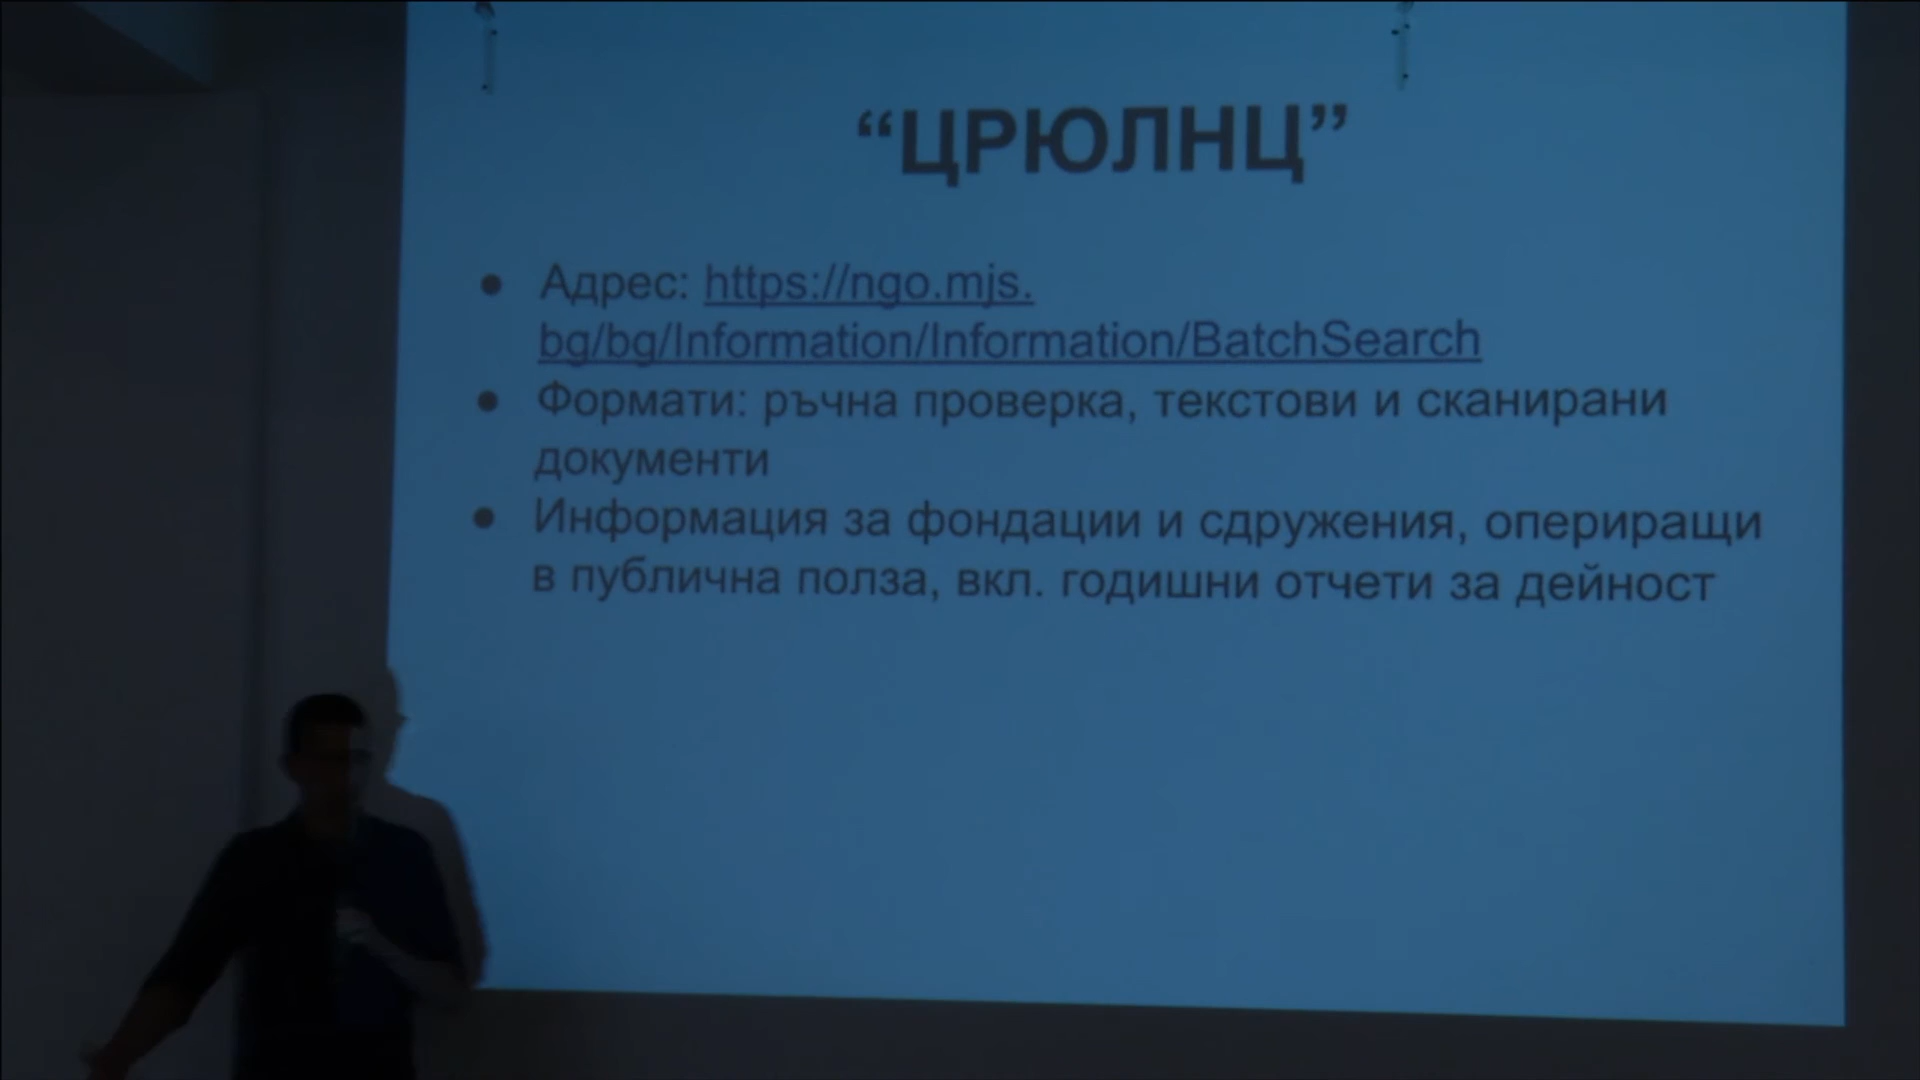 “ЦРЮЛНЦ”
● Адрес: https://ngo.mjs.
bg/bg/Information/Information/BatchSearch
● Формати: ръчна проверка, текстови и сканирани
документи
● Информация за фондации и сдружения, опериращи
в публична полза, вкл. годишни отчети за дейност